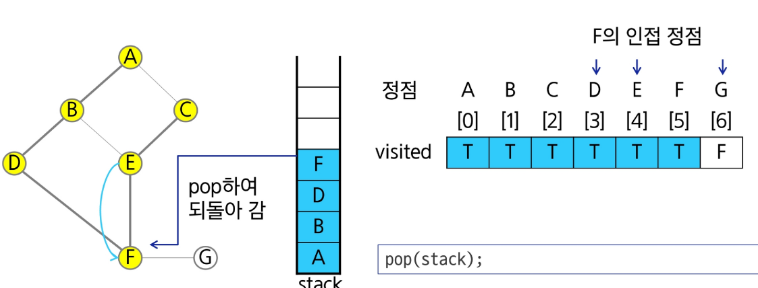 F의 인접 정점
정점 A B C D E F G
[0] [1] [2] [3] [4] [5] [6]
visited T T T T T T F
A
B C
D E
F G
pop하여
되돌아 감
F
D
B
A
stack
pop(stack);